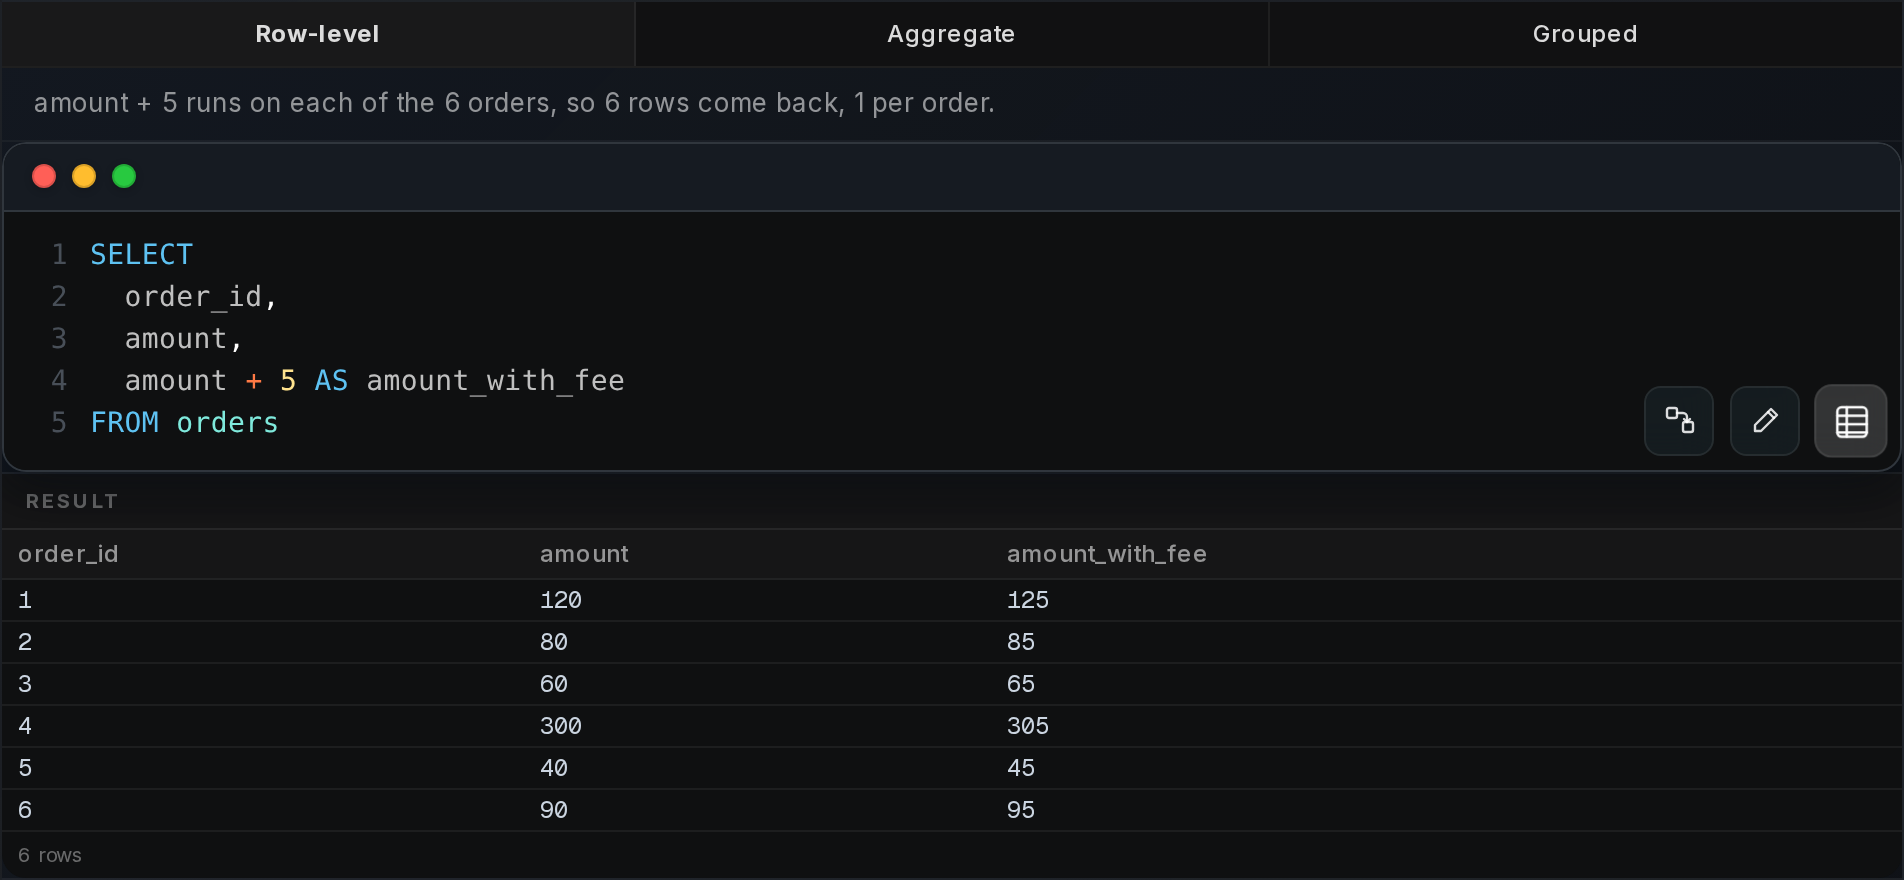 Row-level Aggregate Grouped
amount + 5 runs on each of the 6 orders, so 6 rows come back, 1 per order.
1 SELECT
2   order_id,
3   amount,
4   amount + 5 AS amount_with_fee
5 FROM orders
RESULT
order_id amount amount_with_fee
1 120 125
2 80 85
3 60 65
4 300 305
5 40 45
6 90 95
6 rows